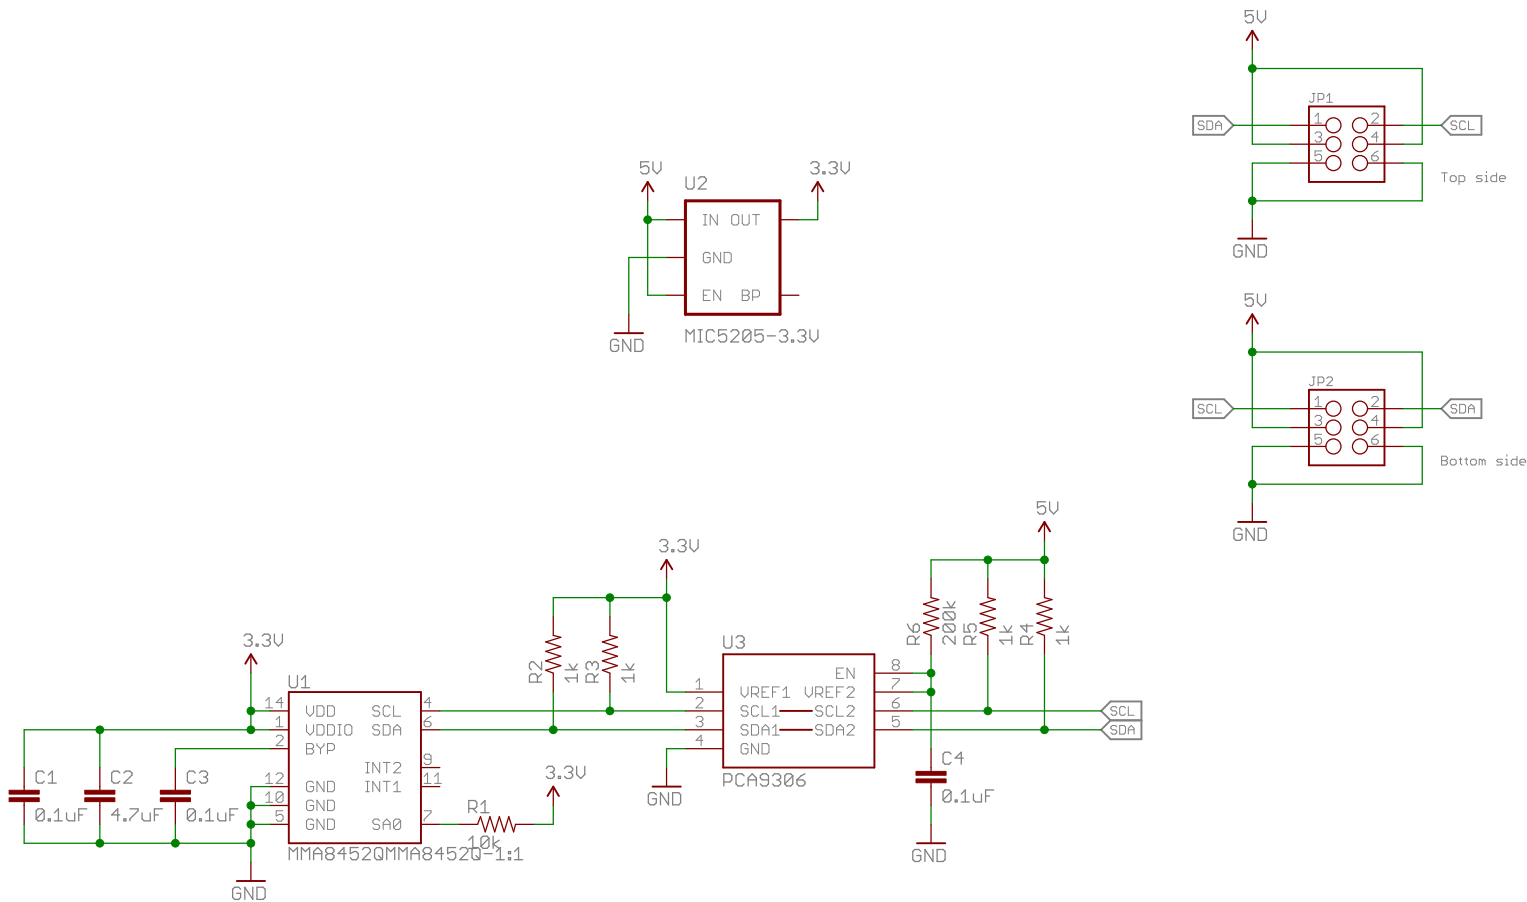 5V
JP1
SDA
1
2
SCL
3
4
5
6
Top side
GND
5V
3.3V
U2
IN OUT
GND
EN BP
MIC5205-3.3V
GND
5V
JP2
SCL
1
2
SDA
3
4
5
6
Bottom side
GND
3.3V
U1
14
VDD
SCL
4
1
VDDIO
SDA
6
2
BYP
INT2
9
12
GND
INT1
11
10
GND
5
GND
SA0
7
MMA8452QMMA8452Q-1:1
C1
0.1uF
C2
4.7uF
C3
0.1uF
GND
R1
10k
3.3V
3.3V
R2
1k
R3
1k
U3
EN
8
1
VREF1
VREF2
7
2
SCL1
SCL2
6
3
SDA1
SDA2
5
4
GND
PCA9306
GND
5V
R6
200k
R5
1k
R4
1k
SCL
SDA
C4
0.1uF
GND